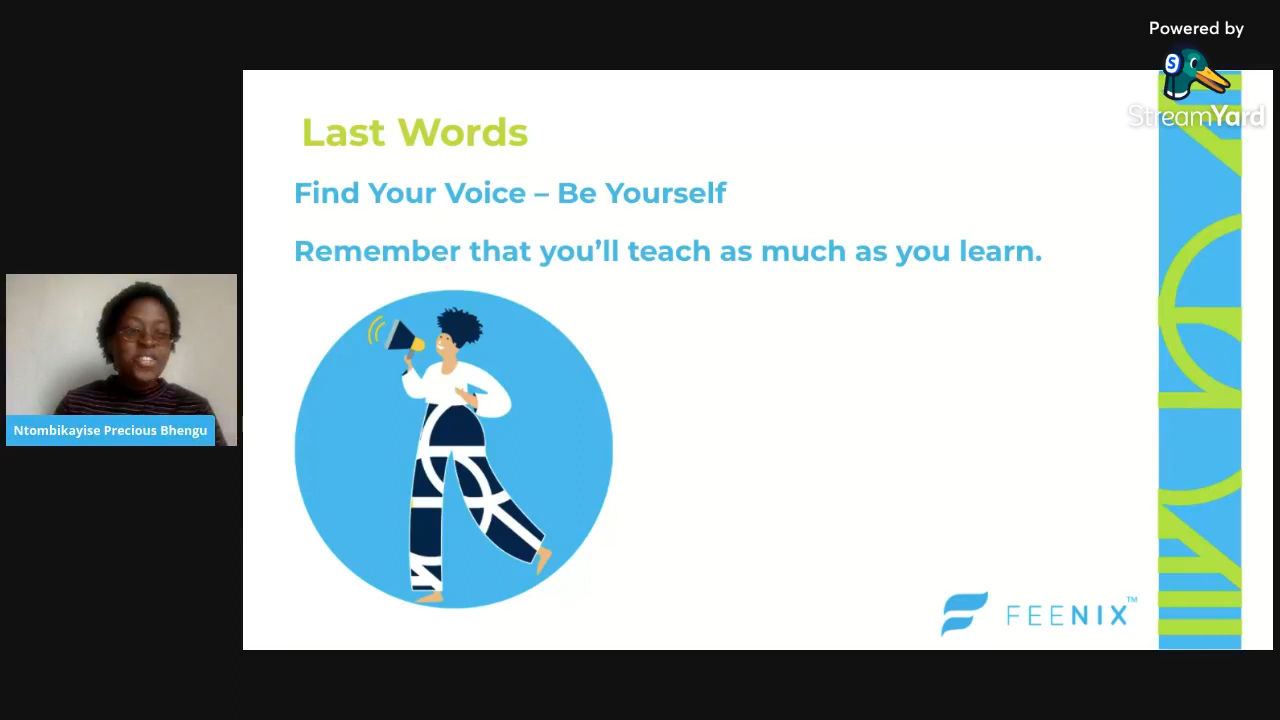 Powered by
StreamYard
Last Words
Find Your Voice – Be Yourself
Remember that you’ll teach as much as you learn.
Ntombikayise Precious Bhengu
FEENIX™